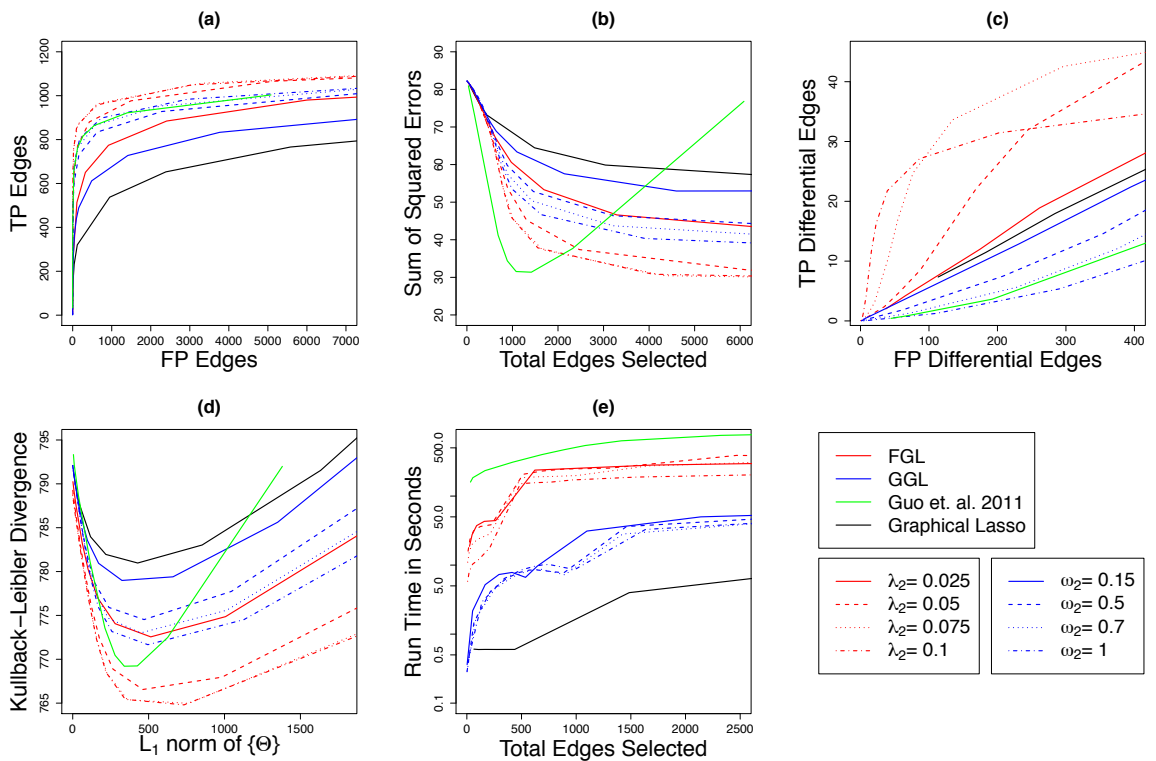 (a)
TP Edges
0 200 400 600 800 1000 1200
0 1000 2000 3000 4000 5000 6000 7000
FP Edges
(b)
Sum of Squared Errors
20 30 40 50 60 70 80 90
0 1000 2000 3000 4000 5000 6000
Total Edges Selected
(c)
TP Differential Edges
0 10 20 30 40
0 100 200 300 400
FP Differential Edges
(d)
Kullback−Leibler Divergence
765 770 775 780 785 790 795
0 500 1000 1500
L₁ norm of {Θ}
(e)
Run Time in Seconds
0.1 0.5 5.0 50.0 500.0
0 500 1000 1500 2000 2500
Total Edges Selected
FGL
GGL
Guo et. al. 2011
Graphical Lasso
λ₂= 0.025
λ₂= 0.05
λ₂= 0.075
λ₂= 0.1
ω₂= 0.15
ω₂= 0.5
ω₂= 0.7
ω₂= 1